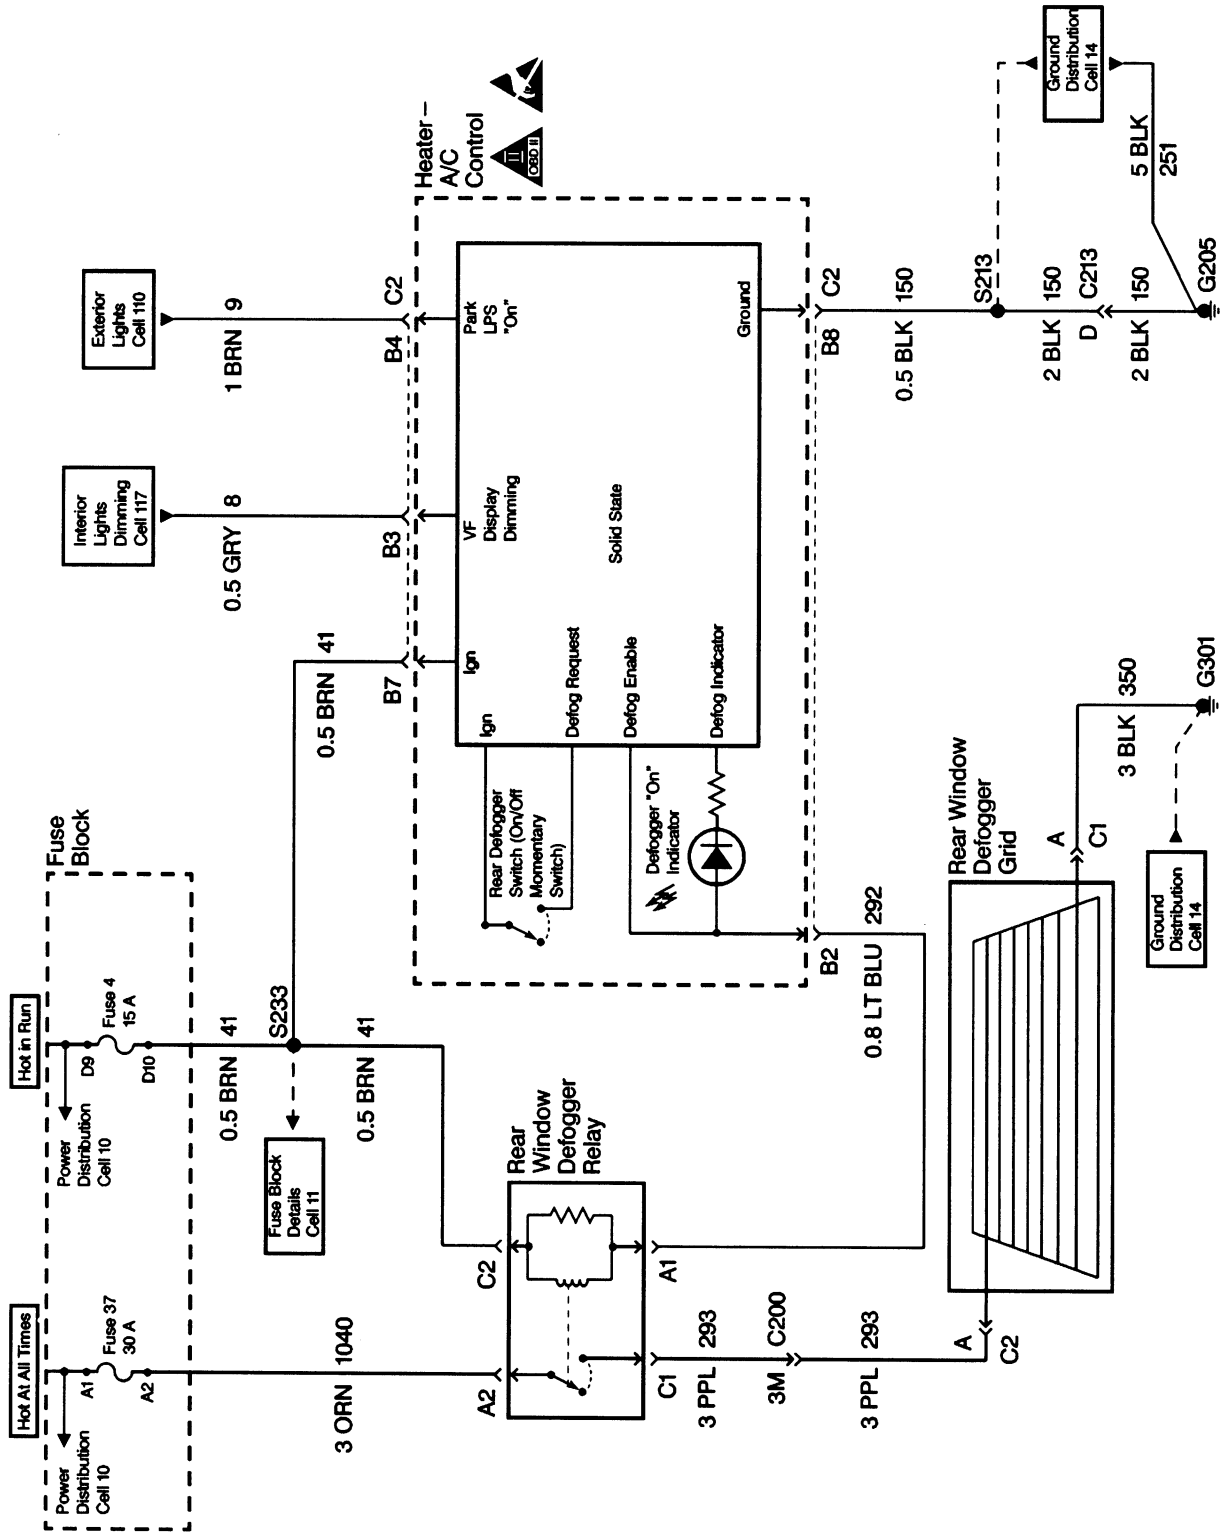 Hot At All Times
Power
Distribution
Cell 10
A1
Fuse 37
30 A
A2
Hot in Run
Power
Distribution
Cell 10
D9
Fuse 4
15 A
D10
Fuse
Block
3 ORN 1040
0.5 BRN 41
S233
Fuse Block
Details
Cell 11
0.5 BRN 41
0.5 BRN 41
Interior
Lights
Dimming
Cell 117
0.5 GRY 8
Exterior
Lights
Cell 110
1 BRN 9
B7
B3
B4 C2
Heater –
A/C
Control
II
OBD II
Ign
VF
Display
Dimming
Park
LPS
"On"
Ign
Rear Defogger
Switch (On/Off
Momentary
Switch)
Defog Request
Defog Enable
Defogger "On"
Indicator
Defog Indicator
Solid State
Ground
A2
C2
Rear
Window
Defogger
Relay
C1
A1
B2
B8 C2
3 PPL 293
3M C200
3 PPL 293
0.8 LT BLU 292
0.5 BLK 150
S213
Ground
Distribution
Cell 14
2 BLK 150
D C213
2 BLK 150
5 BLK
251
G205
A
C2
Rear Window
Defogger
Grid
A
C1
3 BLK 350
Ground
Distribution
Cell 14
G301